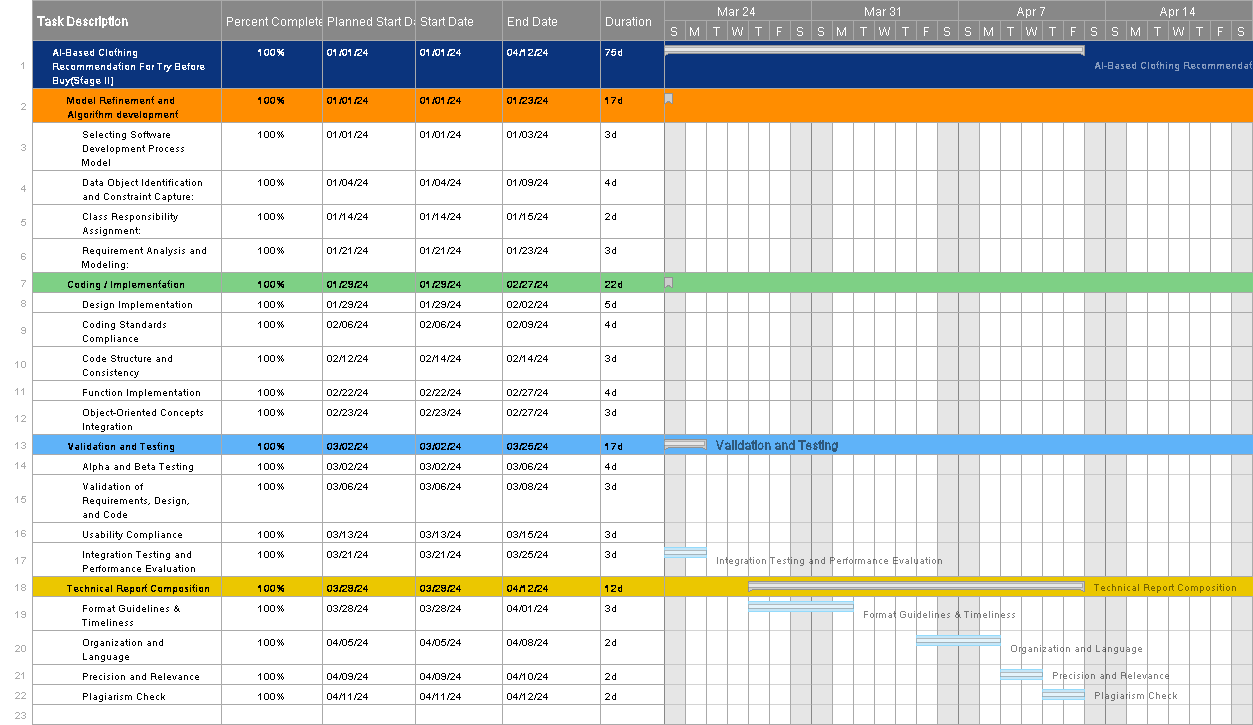 Task Description Percent Complete Planned Start Da Start Date End Date Duration Mar 24 Mar 31 Apr 7 Apr 14
S M T W T F S S M T W T F S S M T W T F S S M T W T F S
1 AI-Based Clothing 100% 01/01/24 01/01/24 04/12/24 75d
Recommendation For Try Before AI-Based Clothing Recommendat
Buy(Stage II]
2 Model Refinement and 100% 01/01/24 01/01/24 01/23/24 17d
Algorithm development
3 Selecting Software 100% 01/01/24 01/01/24 01/03/24 3d
Development Process
Model
4 Data Object Identification 100% 01/04/24 01/04/24 01/09/24 4d
and Constraint Capture:
5 Class Responsibility 100% 01/14/24 01/14/24 01/15/24 2d
Assignment:
6 Requirement Analysis and 100% 01/21/24 01/21/24 01/23/24 3d
Modeling:
7 Coding / Implementation 100% 01/29/24 01/29/24 02/27/24 22d
8 Design Implementation 100% 01/29/24 01/29/24 02/02/24 5d
9 Coding Standards 100% 02/06/24 02/06/24 02/09/24 4d
Compliance
10 Code Structure and 100% 02/12/24 02/14/24 02/14/24 3d
Consistency
11 Function Implementation 100% 02/22/24 02/22/24 02/27/24 4d
12 Object-Oriented Concepts 100% 02/23/24 02/23/24 02/27/24 3d
Integration
13 Validation and Testing 100% 03/02/24 03/02/24 03/25/24 17d Validation and Testing
14 Alpha and Beta Testing 100% 03/02/24 03/02/24 03/06/24 4d
15 Validation of 100% 03/06/24 03/06/24 03/08/24 3d
Requirements, Design,
and Code
16 Usability Compliance 100% 03/13/24 03/13/24 03/15/24 3d
17 Integration Testing and 100% 03/21/24 03/21/24 03/25/24 3d
Performance Evaluation Integration Testing and Performance Evaluation
18 Technical Report Composition 100% 03/28/24 03/28/24 04/12/24 12d Technical Report Composition
19 Format Guidelines & 100% 03/28/24 03/28/24 04/01/24 3d
Timeliness Format Guidelines & Timeliness
20 Organization and 100% 04/05/24 04/05/24 04/08/24 2d
Language Organization and Language
21 Precision and Relevance 100% 04/09/24 04/09/24 04/10/24 2d Precision and Relevance
22 Plagiarism Check 100% 04/11/24 04/11/24 04/12/24 2d Plagiarism Check
23